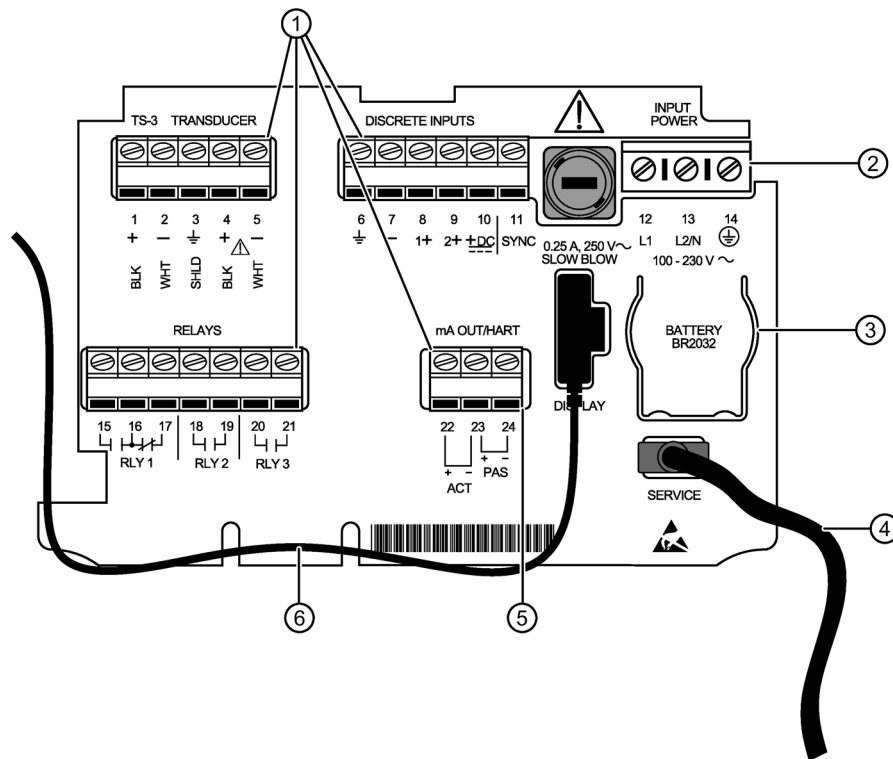 1
TS-3 TRANSDUCER
DISCRETE INPUTS
INPUT
POWER
2
1 2 3 4 5
+ − ⏚ + ⚠ −
BLK WHT SHLD BLK WHT
6 7 8 9 10 11
⏚ − 1+ 2+ +DC SYNC
0.25 A, 250 V~
SLOW BLOW
12 13 14
L1 L2/N
100 - 230 V ~
RELAYS
mA OUT/HART
BATTERY
BR2032
3
DISPLAY
15 16 17 18 19 20 21
RLY 1 RLY 2 RLY 3
22 23 24
+ − + −
PAS
ACT
SERVICE
4
6
5